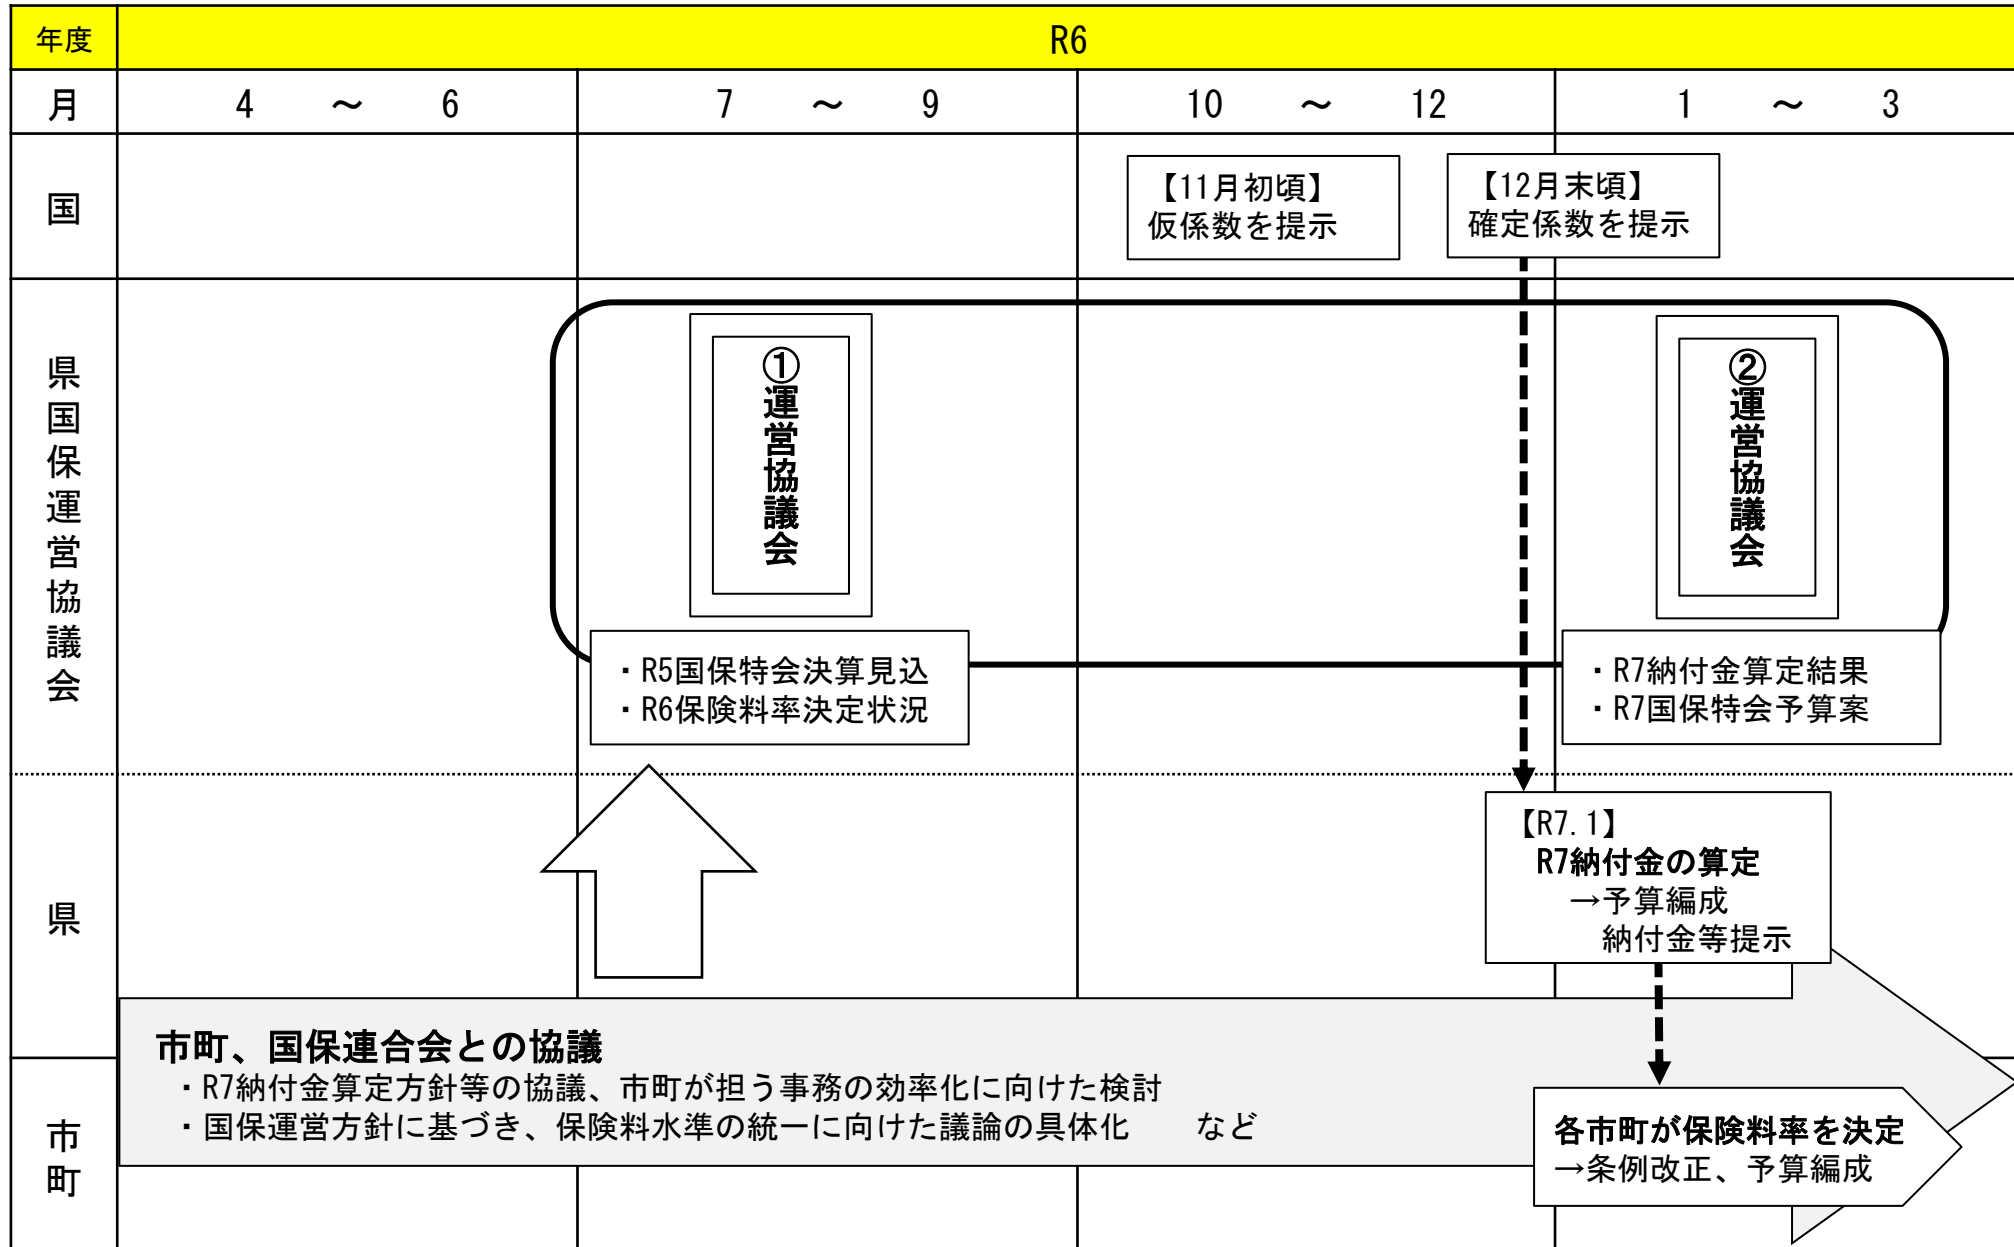 年度
R6
月
4 ～ 6
7 ～ 9
10 ～ 12
1 ～ 3
国
【11月初頃】
仮係数を提示
【12月末頃】
確定係数を提示
県国保運営協議会
①運営協議会
・R5国保特会決算見込
・R6保険料率決定状況
②運営協議会
・R7納付金算定結果
・R7国保特会予算案
県
【R7.1】
R7納付金の算定
→予算編成
納付金等提示
市町、国保連合会との協議
・R7納付金算定方針等の協議、市町が担う事務の効率化に向けた検討
・国保運営方針に基づき、保険料水準の統一に向けた議論の具体化　　など
市町
各市町が保険料率を決定
→条例改正、予算編成